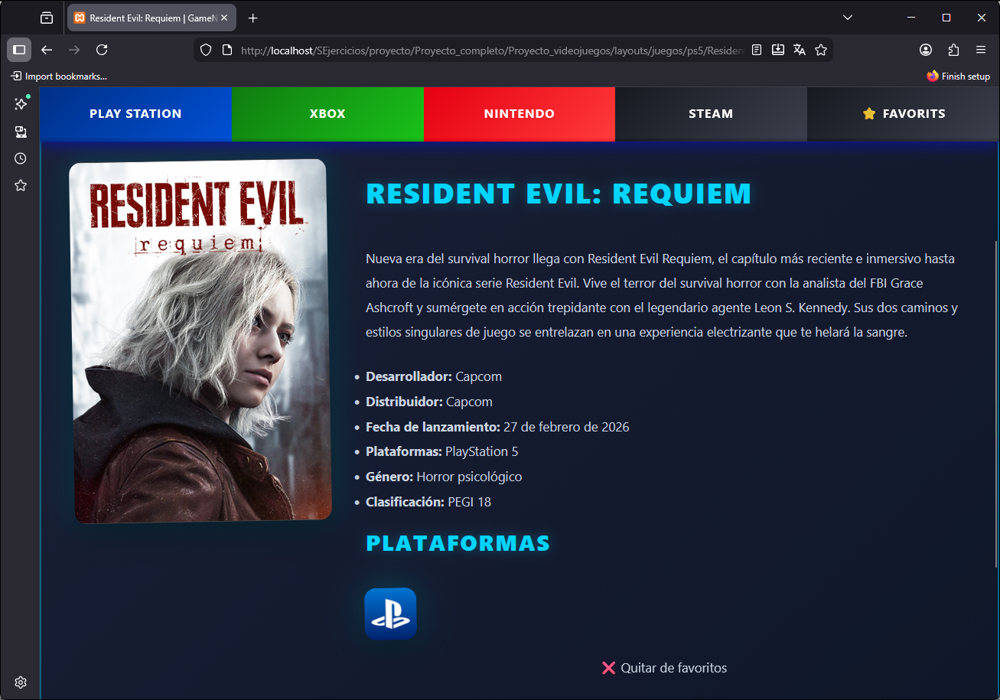 Resident Evil: Requiem | GameN
http://localhost/SEjercicios/proyecto/Proyecto_completo/Proyecto_videojuegos/layouts/juegos/ps5/Residen
Import bookmarks...
Finish setup
PLAY STATION
XBOX
NINTENDO
STEAM
FAVORITS
RESIDENT EVIL
requiem
RESIDENT EVIL: REQUIEM
Nueva era del survival horror llega con Resident Evil Requiem, el capítulo más reciente e inmersivo hasta
ahora de la icónica serie Resident Evil. Vive el terror del survival horror con la analista del FBI Grace
Ashcroft y sumérgete en acción trepidante con el legendario agente Leon S. Kennedy. Sus dos caminos y
estilos singulares de juego se entrelazan en una experiencia electrizante que te helará la sangre.
• Desarrollador: Capcom
• Distribuidor: Capcom
• Fecha de lanzamiento: 27 de febrero de 2026
• Plataformas: PlayStation 5
• Género: Horror psicológico
• Clasificación: PEGI 18
PLATAFORMAS
❌ Quitar de favoritos